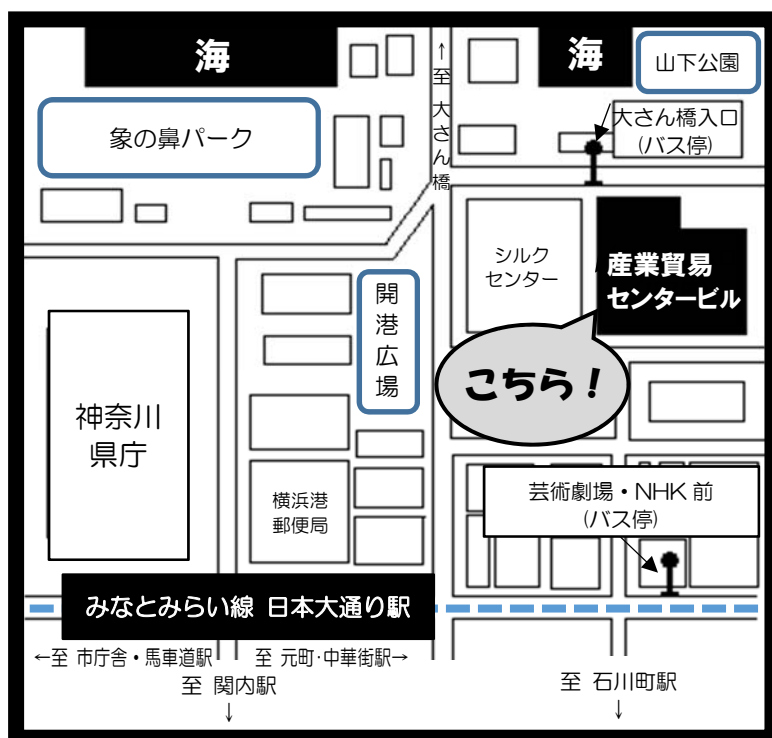 海
↑至 大さん橋
海
山下公園
象の鼻パーク
大さん橋入口
(バス停)
シルク
センター
産業貿易
センタービル
開港広場
こちら！
神奈川
県庁
横浜港
郵便局
芸術劇場・NHK 前
(バス停)
みなとみらい線 日本大通り駅
←至 市庁舎・馬車道駅
至 元町･中華街駅→
至 関内駅
↓
至 石川町駅
↓